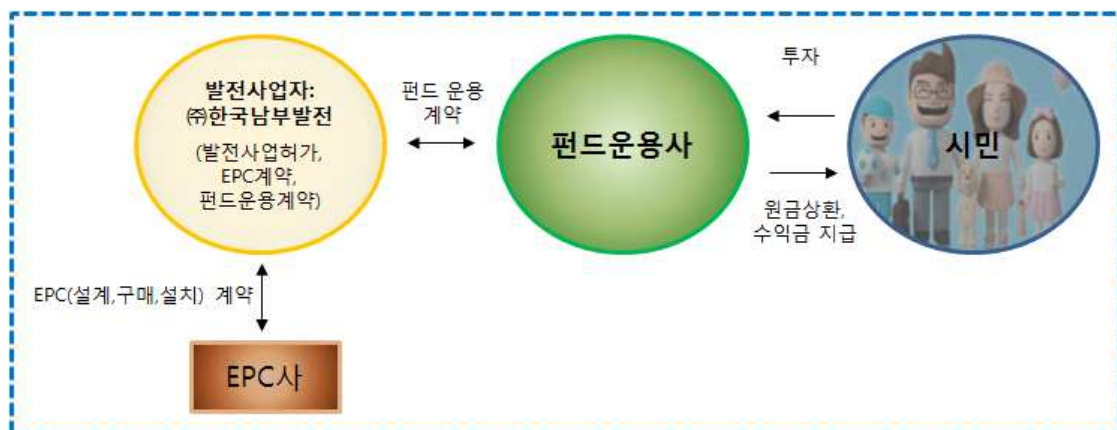 발전사업자:
㈜한국남부발전
(발전사업허가,
EPC계약,
펀드운용계약)
펀드 운용
계약
펀드운용사
투자
원금상환,
수익금 지급
시민
EPC(설계,구매,설치) 계약
EPC사